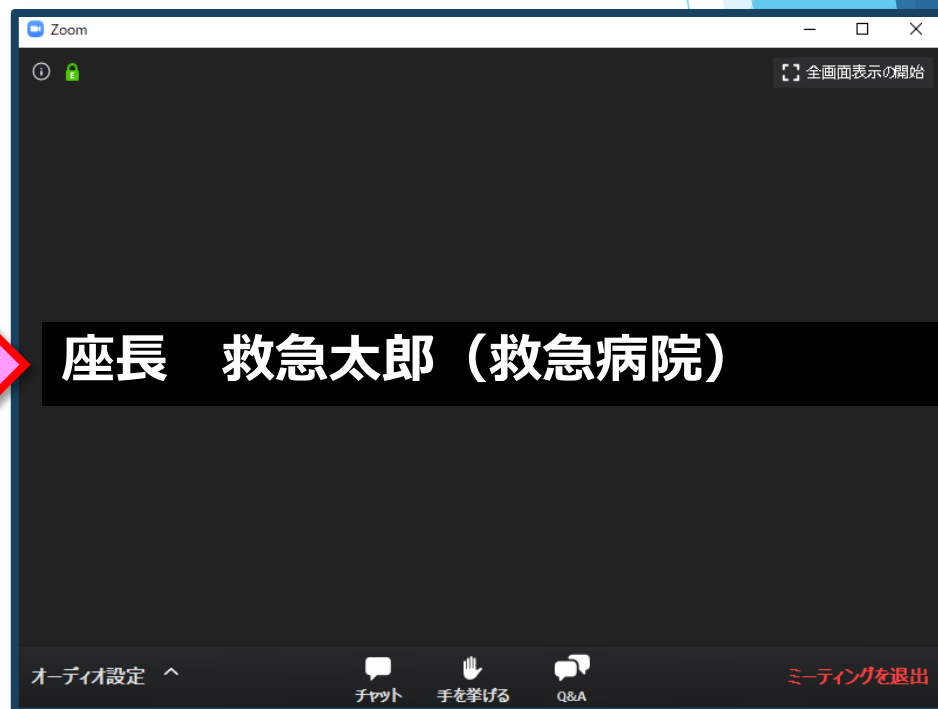 Zoom
全画面表示の開始
座長　救急太郎（救急病院）
オーディオ設定
チャット
手を挙げる
Q&A
ミーティングを退出